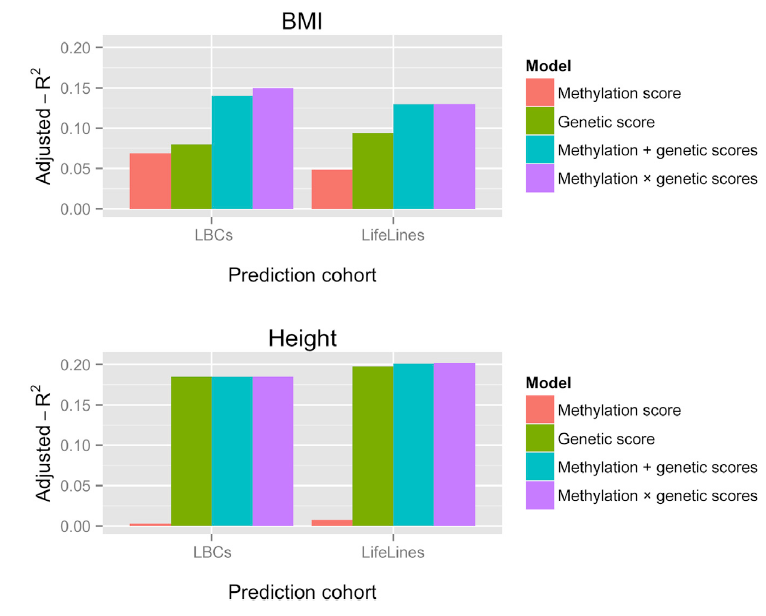 BMI
Adjusted – R²
0.20
0.15
0.10
0.05
0.00
LBCs LifeLines
Prediction cohort
Model
Methylation score
Genetic score
Methylation + genetic scores
Methylation × genetic scores
Height
Adjusted – R²
0.20
0.15
0.10
0.05
0.00
LBCs LifeLines
Prediction cohort
Model
Methylation score
Genetic score
Methylation + genetic scores
Methylation × genetic scores